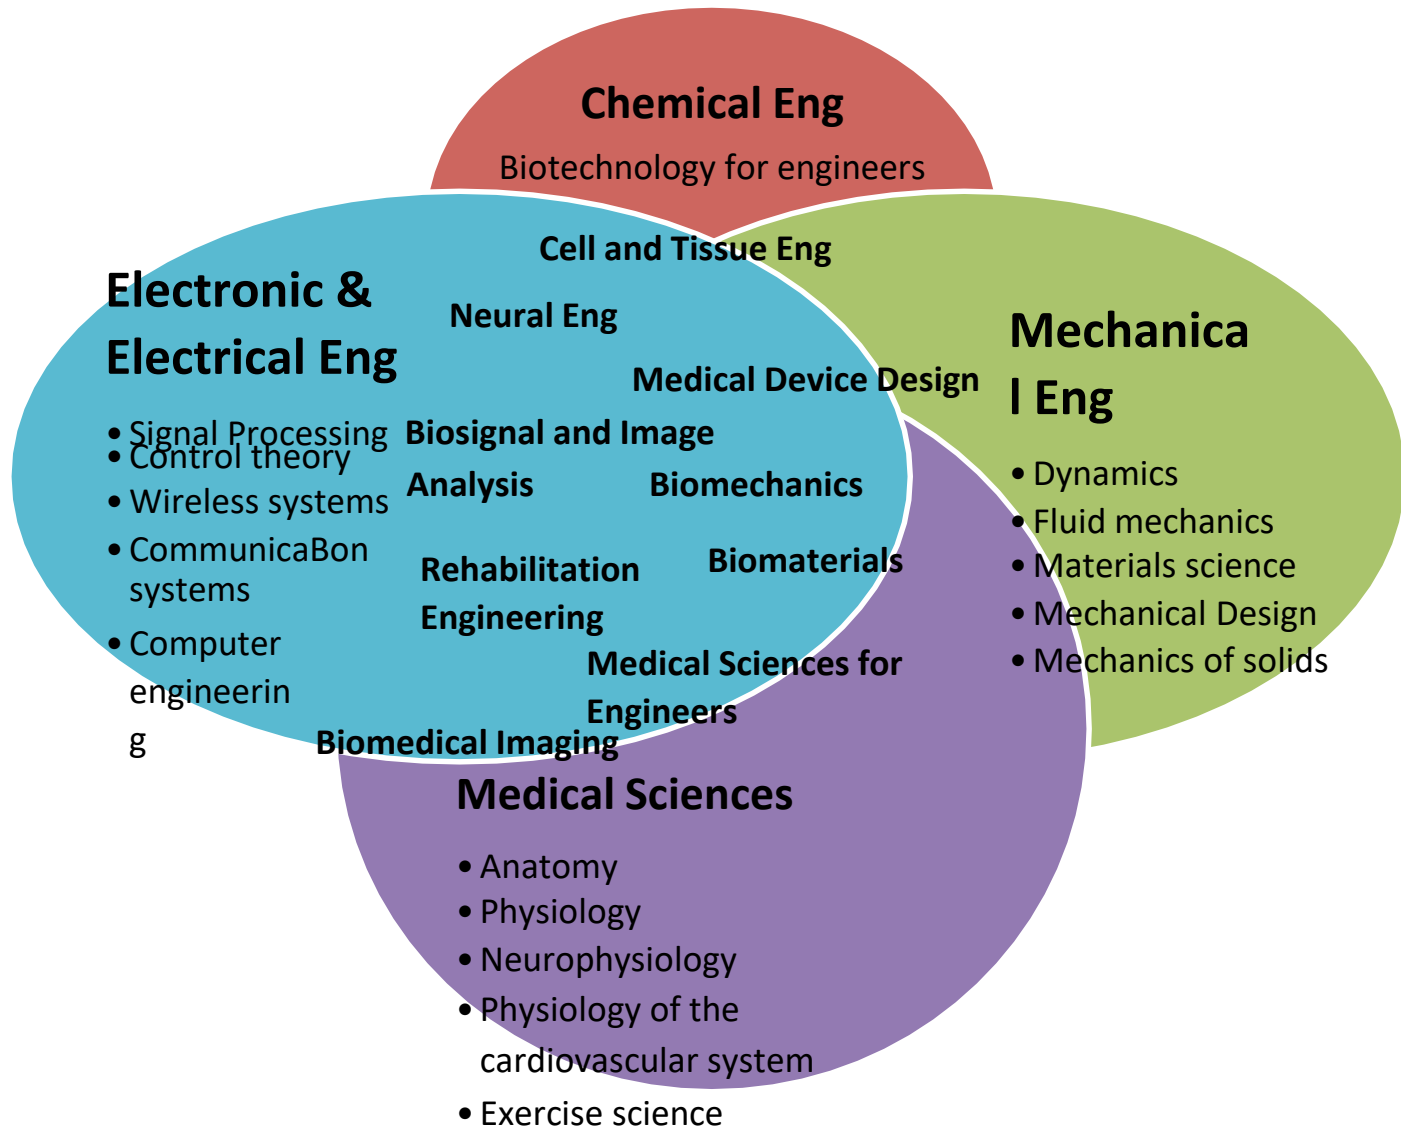 Chemical Eng
Biotechnology for engineers
Cell and Tissue Eng
Neural Eng
Medical Device Design
Biosignal and Image
Analysis
Biomechanics
Biomaterials
Rehabilitation
Engineering
Medical Sciences for
Engineers
Biomedical Imaging
Electronic &
Electrical Eng
• Signal Processing
• Control theory
• Wireless systems
• CommunicaBon
systems
• Computer
engineerin
g
Mechanica
l Eng
• Dynamics
• Fluid mechanics
• Materials science
• Mechanical Design
• Mechanics of solids
Medical Sciences
• Anatomy
• Physiology
• Neurophysiology
• Physiology of the
cardiovascular system
• Exercise science